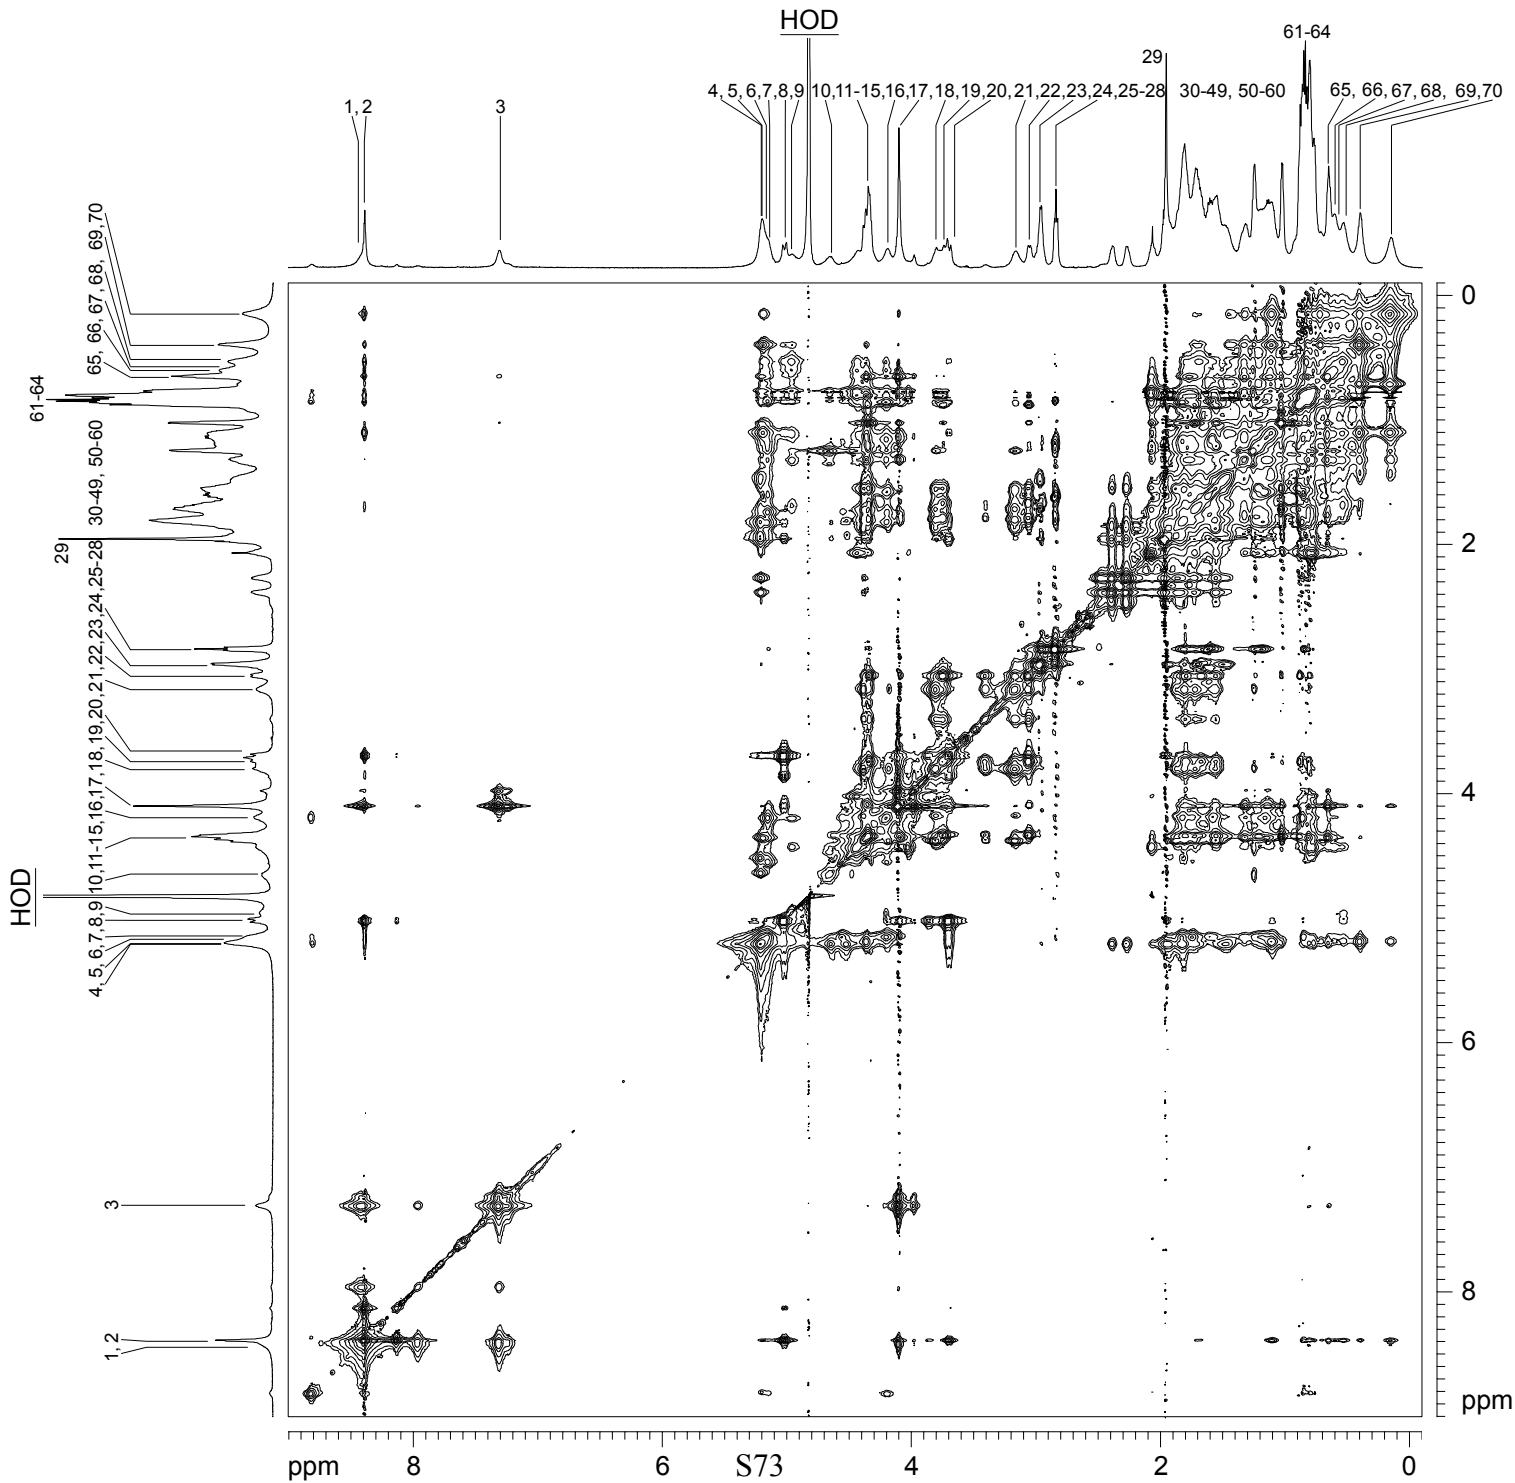 HOD
61-64
29
1, 2
3
4, 5, 6,7,8,9 10,11-15,16,17,18,19,20, 21,22,23,24,25-28 30-49, 50-60 65, 66,67, 68, 69,70
65, 66, 67, 68, 69,70
61-64
30-49, 50-60
29
4, 5, 6,7,8,9 10,11-15,16,17,18,19,20, 21,22,23,24,25-28
HOD
3
1, 2
0
2
4
6
8
ppm
ppm 8 6 S73 4 2 0